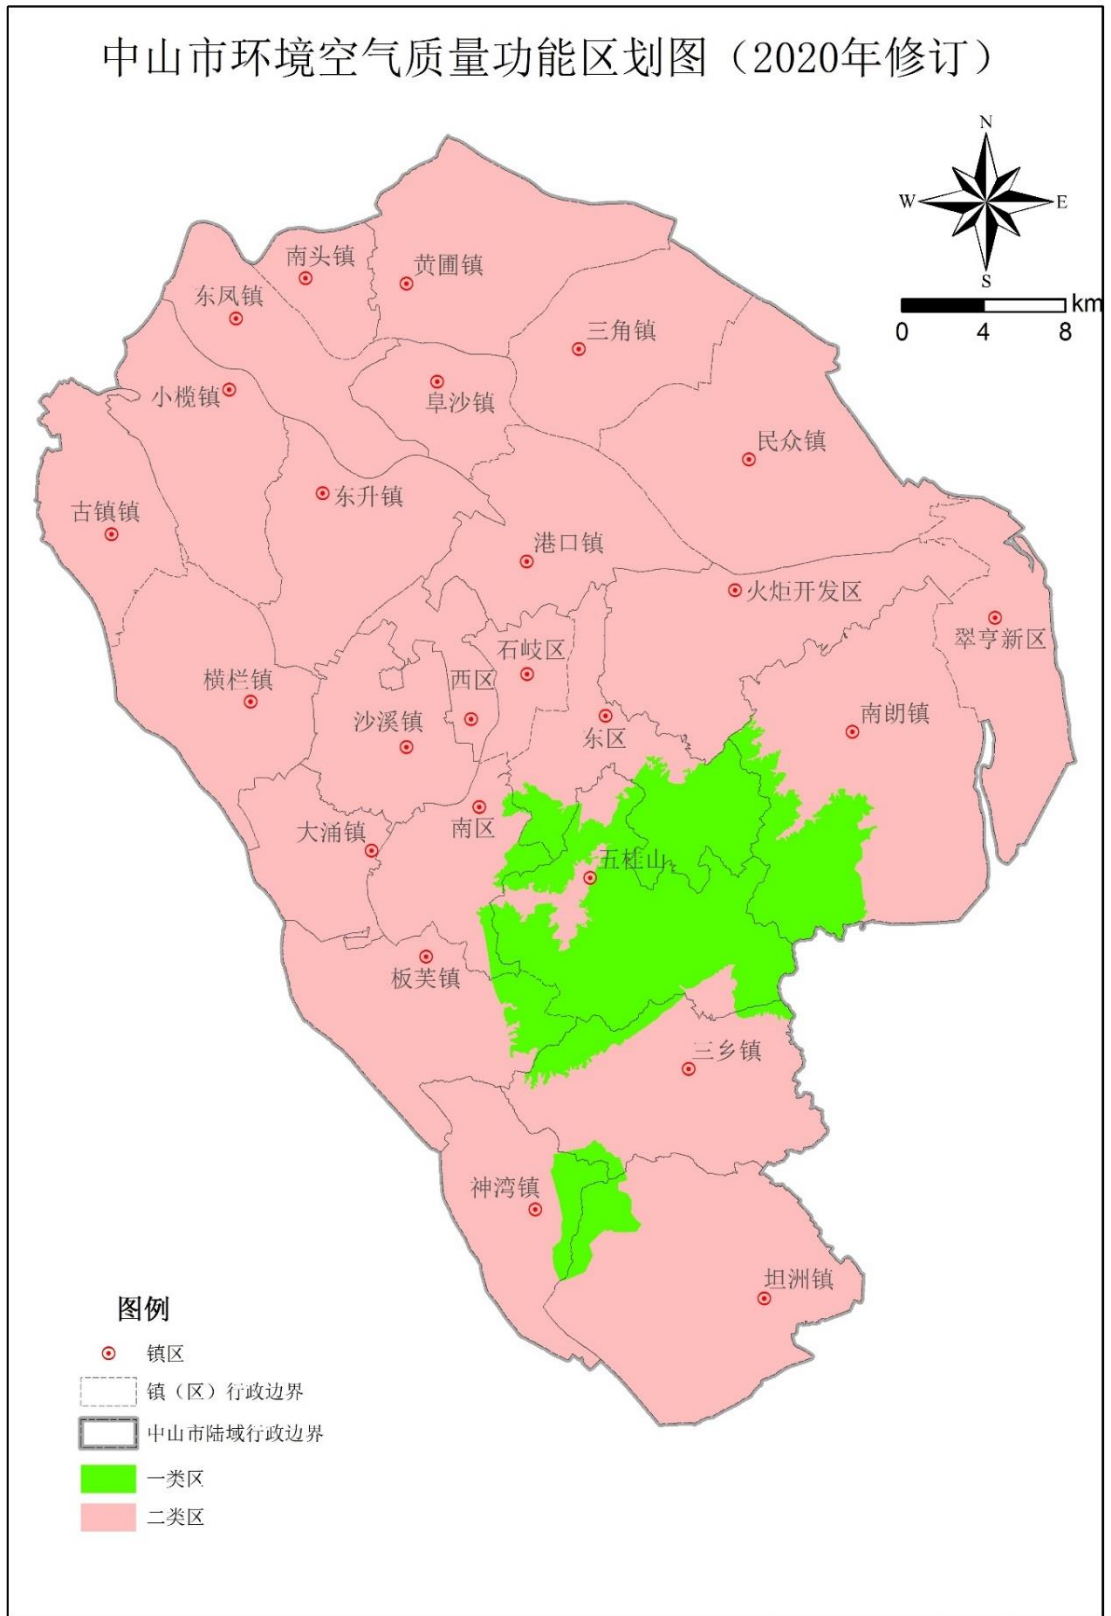 中山市环境空气质量功能区划图（2020年修订）
N
W
E
S
km
0 4 8
南头镇
黄圃镇
东凤镇
三角镇
小榄镇
阜沙镇
民众镇
东升镇
古镇镇
港口镇
火炬开发区
翠亨新区
石岐区
横栏镇
西区
沙溪镇
东区
南朗镇
南区
大涌镇
五桂山
板芙镇
三乡镇
神湾镇
坦洲镇
图例
镇区
镇（区）行政边界
中山市陆域行政边界
一类区
二类区